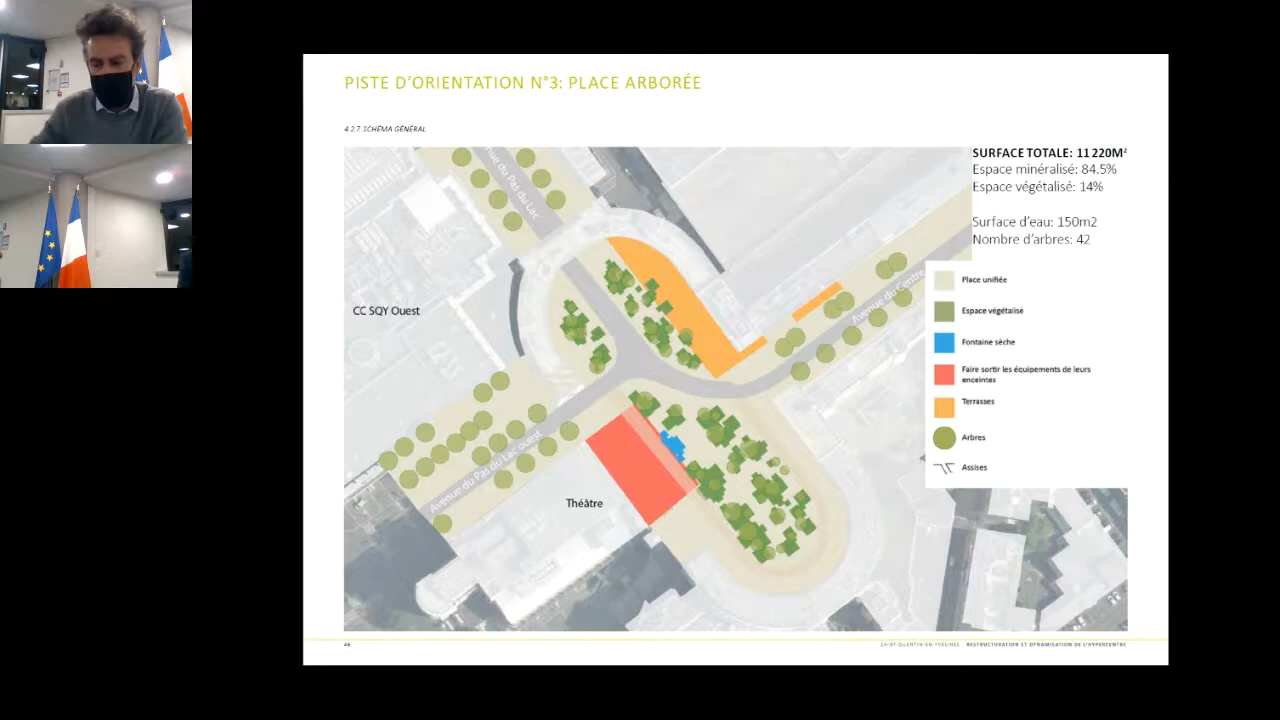 PISTE D'ORIENTATION N°3: PLACE ARBORÉE
4.2.7. SCHÉMA GÉNÉRAL
SURFACE TOTALE: 11 220M²
Espace minéralisé: 84.5%
Espace végétalisé: 14%
Surface d'eau: 150m2
Nombre d'arbres: 42
Place unifiée
Espace végétalisé
Fontaine sèche
Faire sortir les équipements de leurs
enceintes
Terrasses
Arbres
Assises
nue du Pas du Lac
CC SQY Ouest
Avenue du Centre
Avenue du Pas du Lac ouest
Théâtre
46
SAINT-QUENTIN-EN-YVELINES RESTRUCTURATION ET DYNAMISATION DE L'HYPERCENTRE